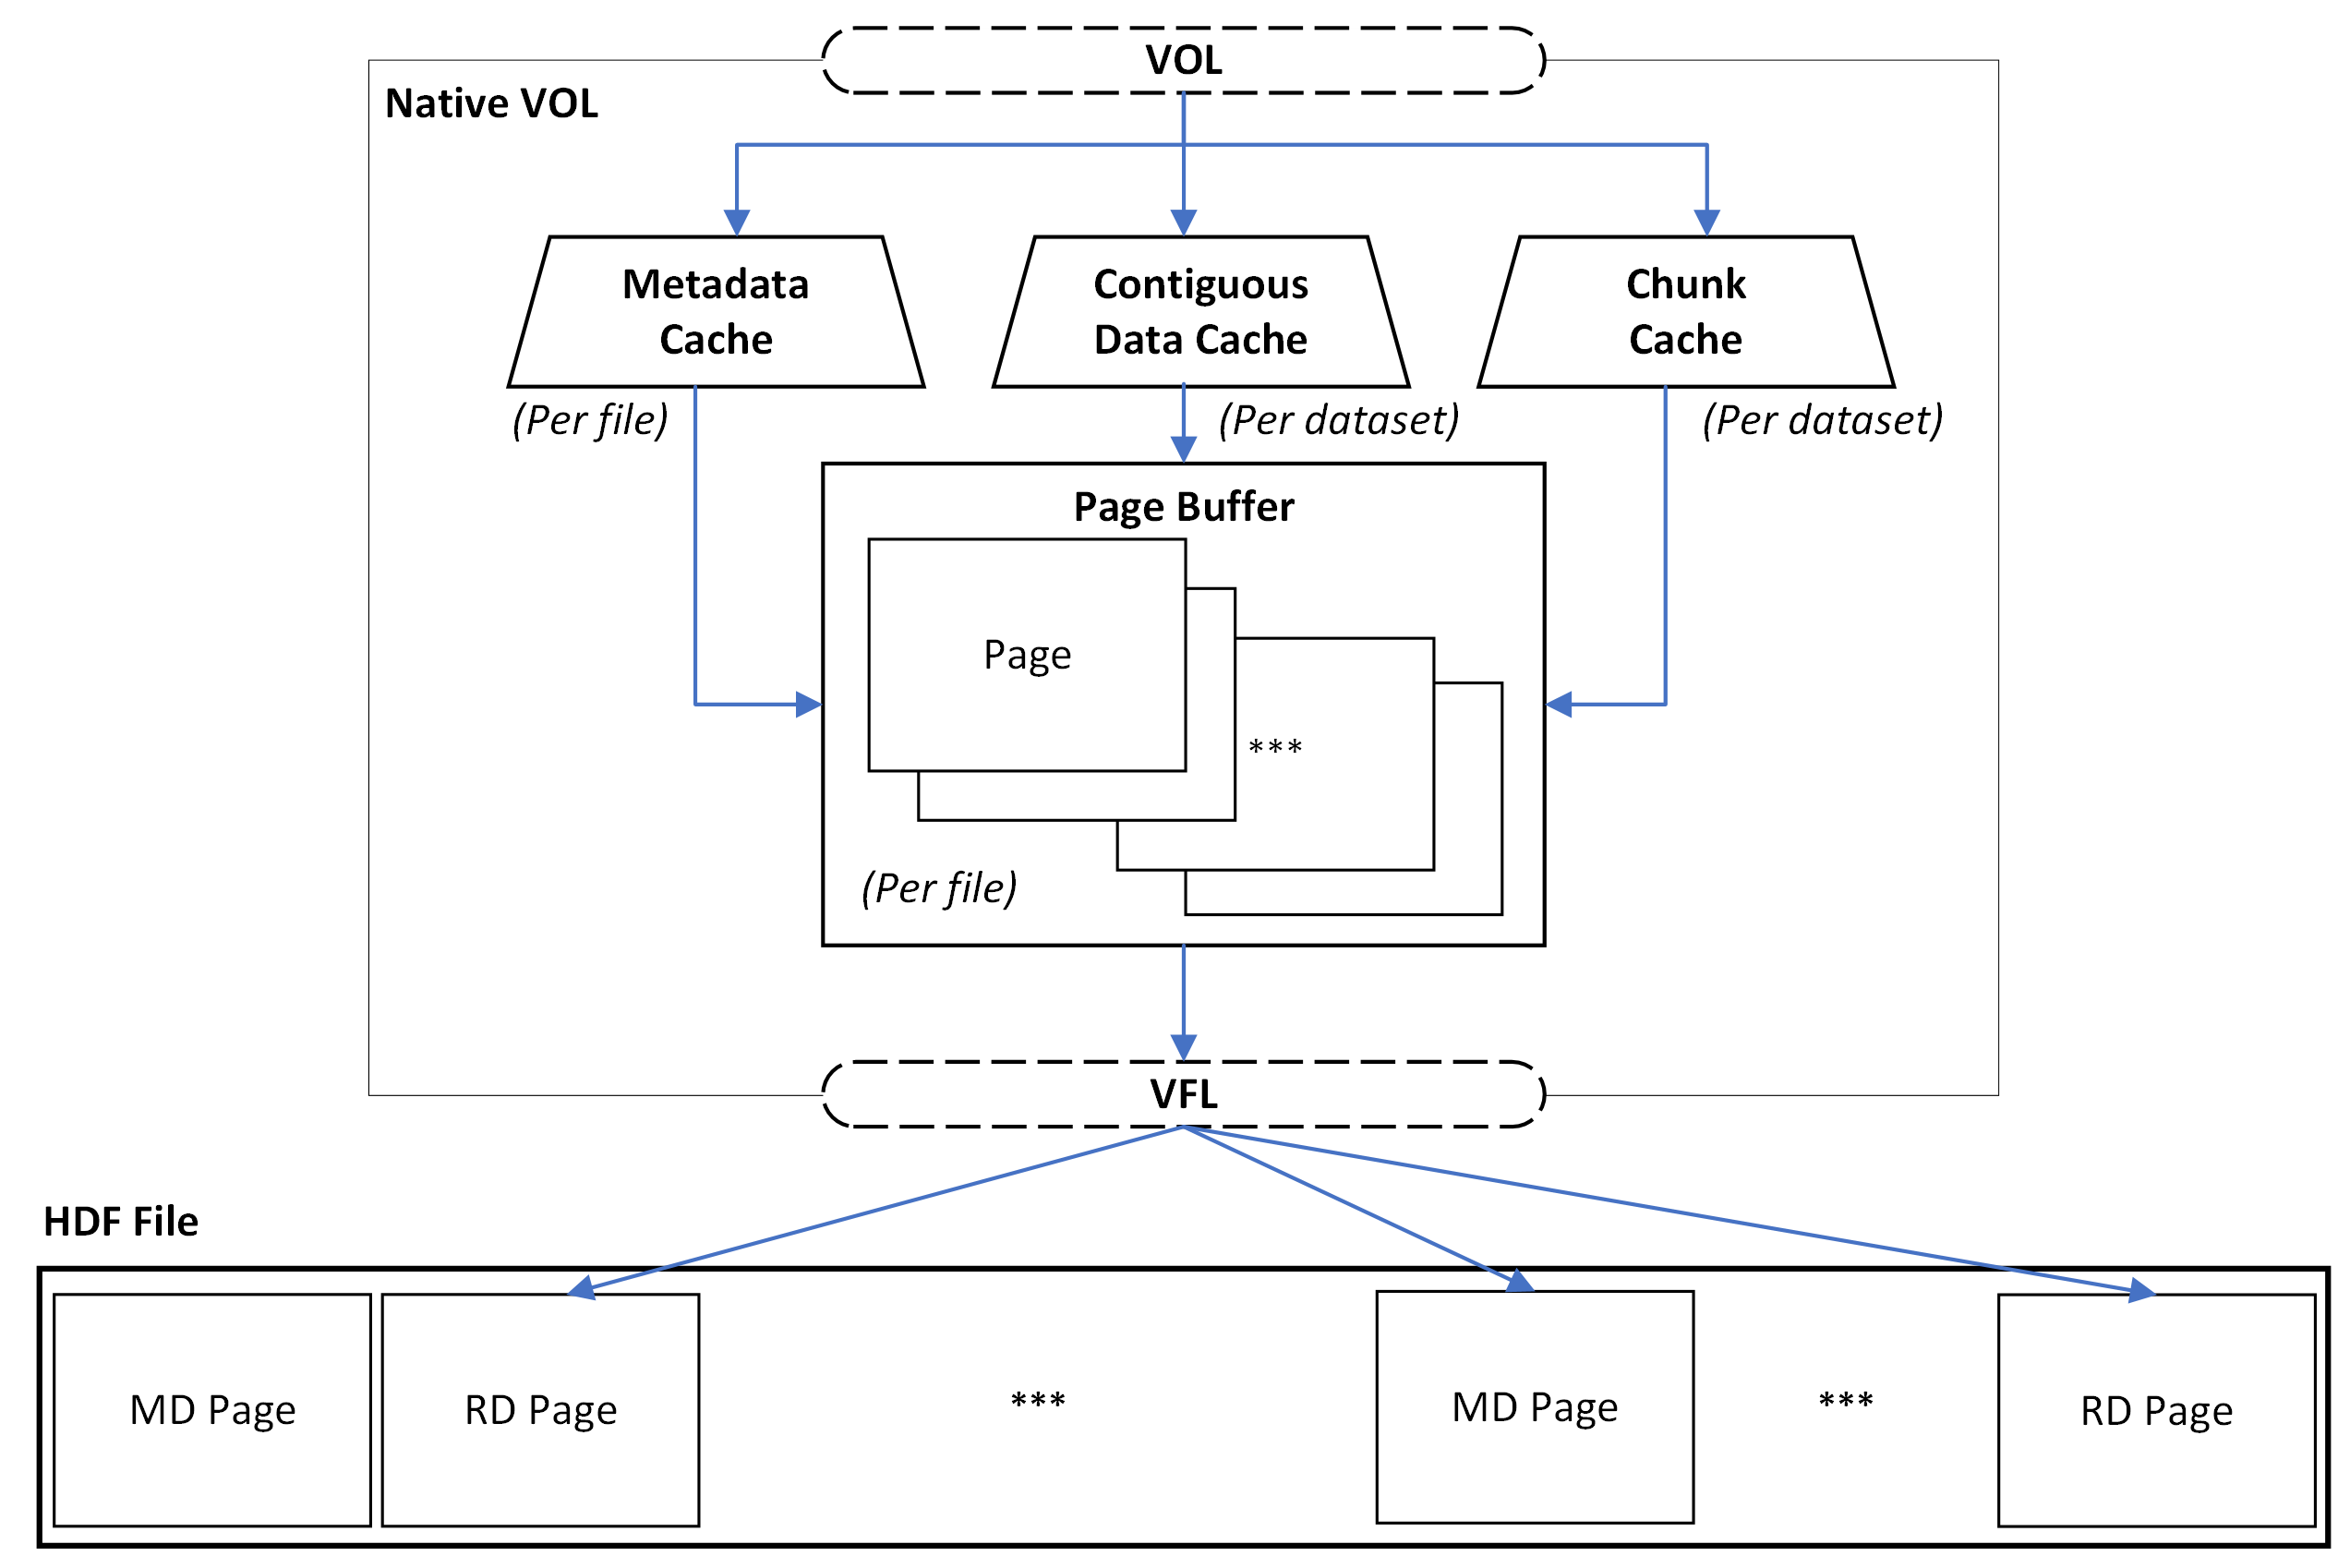 VOL
Native VOL
Metadata
Cache
Contiguous
Data Cache
Chunk
Cache
(Per file)
(Per dataset)
(Per dataset)
Page Buffer
Page
***
(Per file)
VFL
HDF File
MD Page
RD Page
***
MD Page
***
RD Page